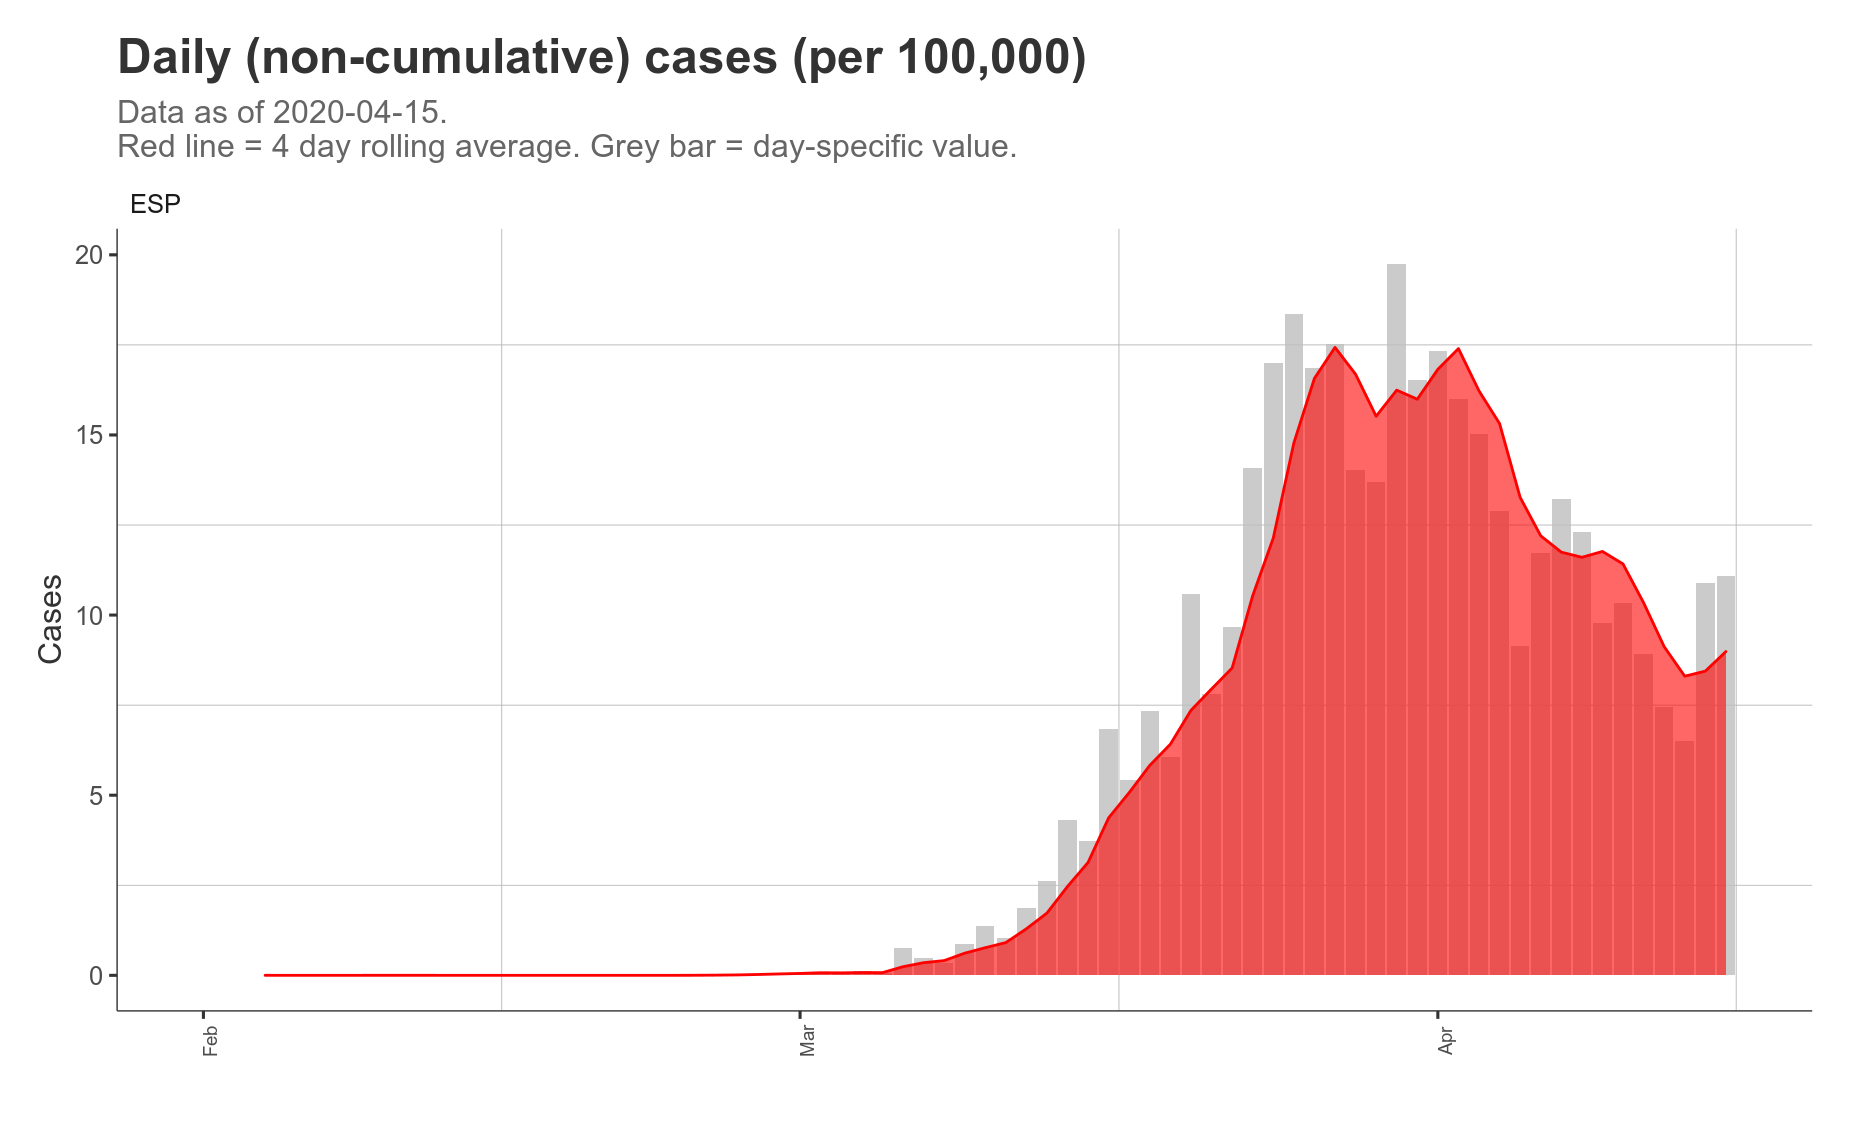 Daily (non-cumulative) cases (per 100,000)
Data as of 2020-04-15.
Red line = 4 day rolling average. Grey bar = day-specific value.
ESP
20
15
10
5
0
Cases
Feb
Mar
Apr